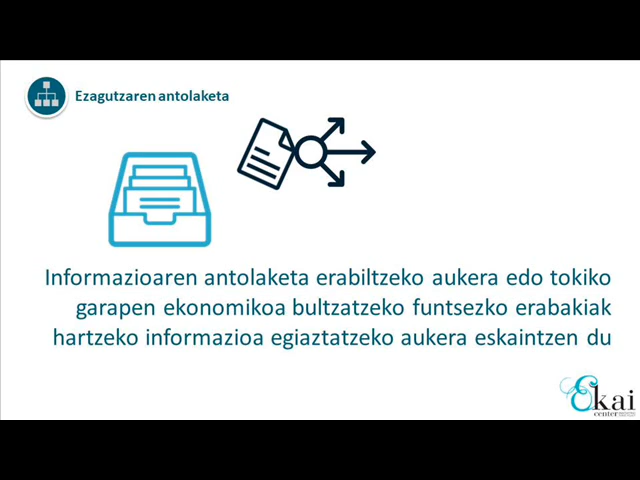 Ezagutzaren antolaketa
Informazioaren antolaketa erabiltzeko aukera edo tokiko
garapen ekonomikoa bultzatzeko funtsezko erabakiak
hartzeko informazioa egiaztatzeko aukera eskaintzen du
Ekai
center